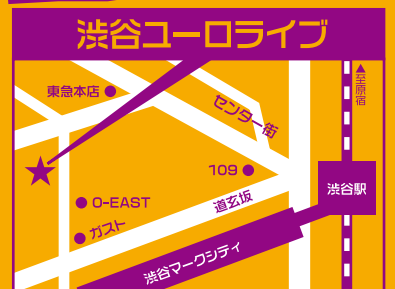 渋谷ユーロライブ
▲至原宿
東急本店
センター街
109
渋谷駅
O-EAST
道玄坂
ガスト
渋谷マークシティ